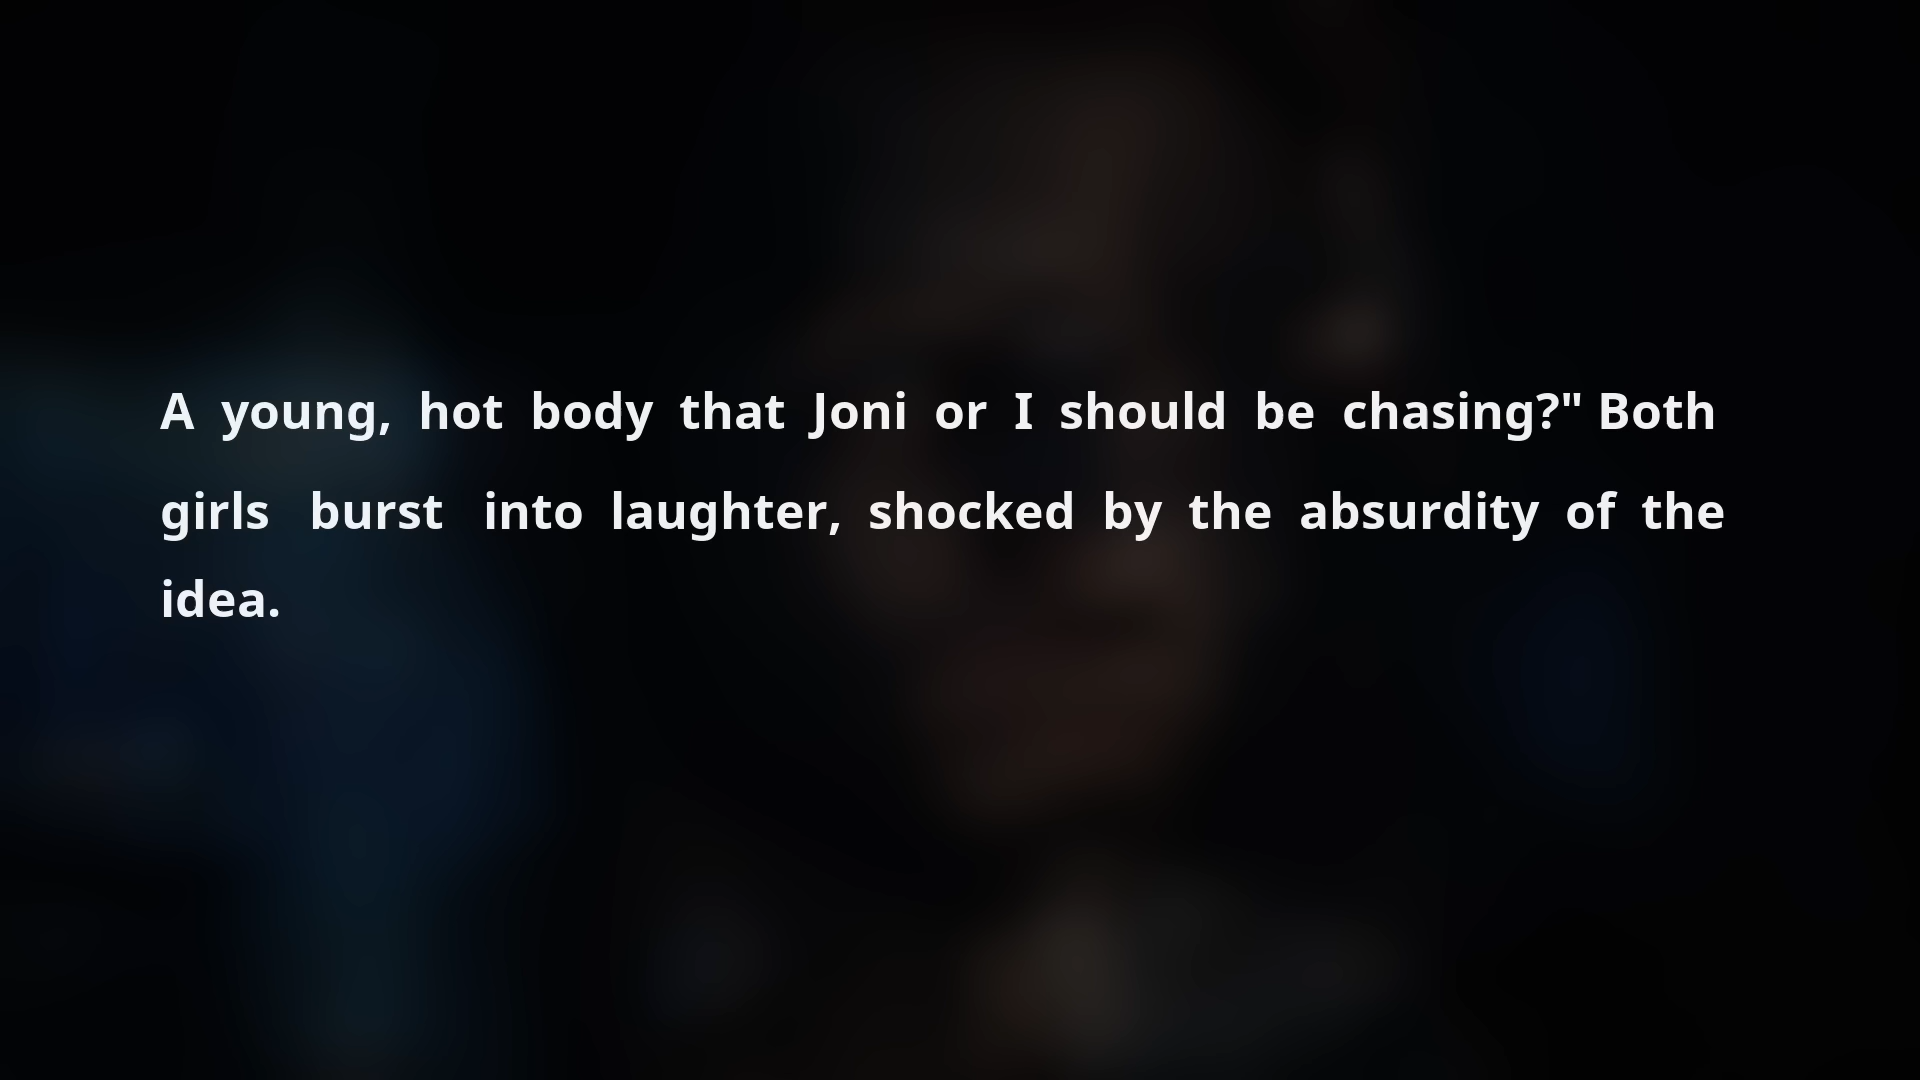 A young, hot body that Joni or I should be chasing?" Both
girls burst into laughter, shocked by the absurdity of the
idea.